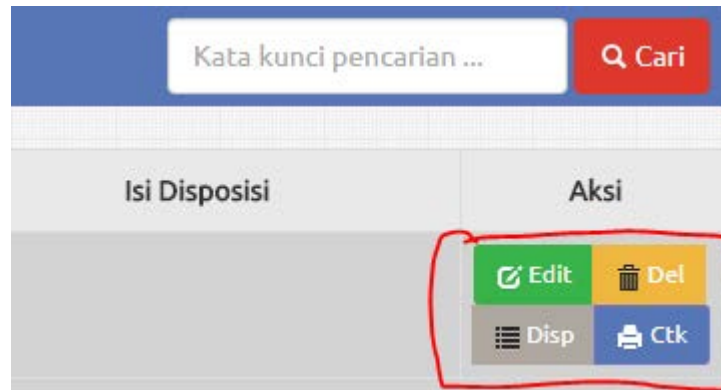 Kata kunci pencarian ... Cari
Isi Disposisi Aksi
Edit Del
Disp Ctk